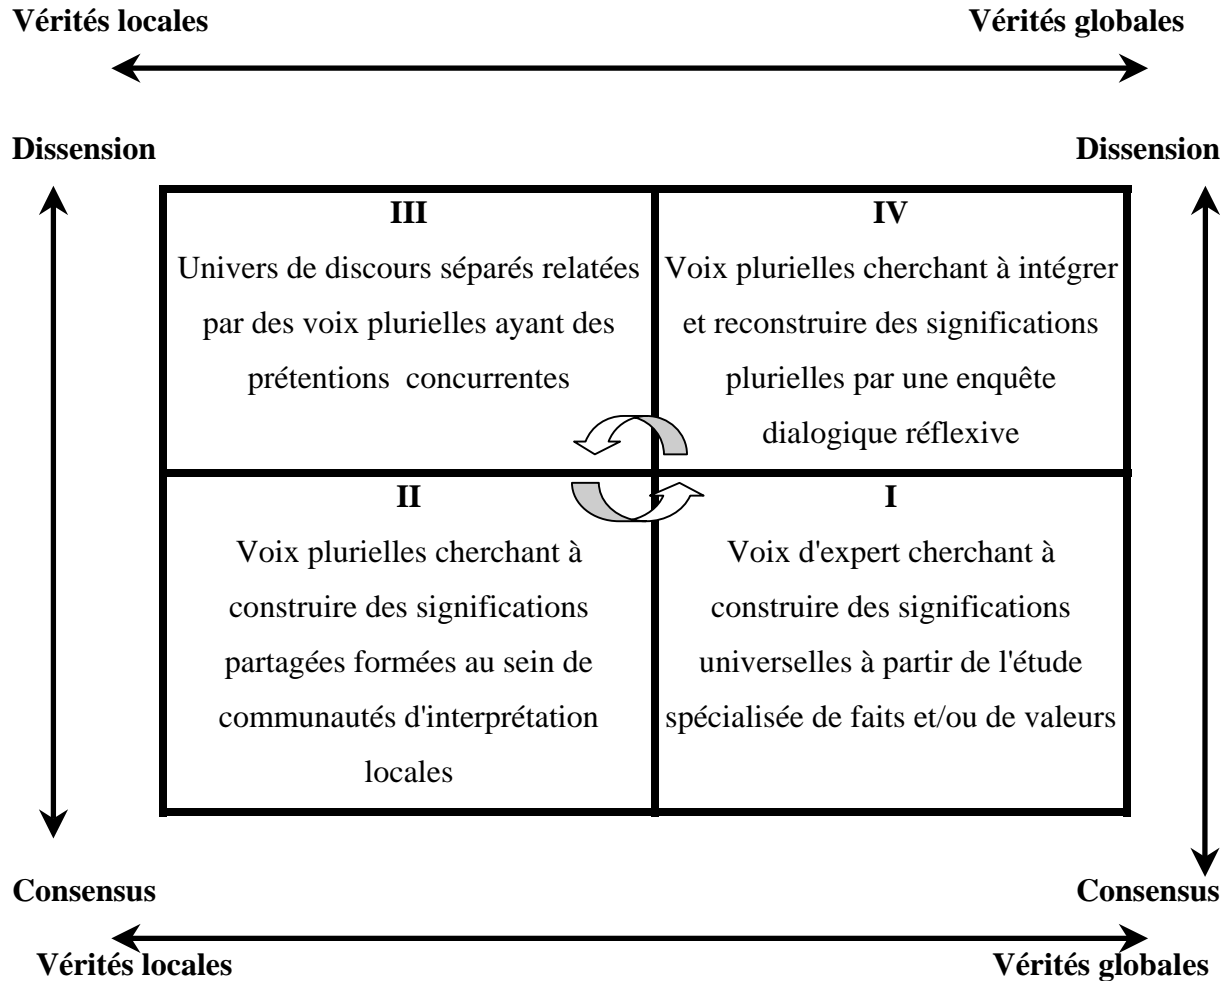 Vérités locales
Vérités globales
Dissension
Dissension
III
Univers de discours séparés relatées
par des voix plurielles ayant des
prétentions concurrentes
IV
Voix plurielles cherchant à intégrer
et reconstruire des significations
plurielles par une enquête
dialogique réflexive
II
Voix plurielles cherchant à
construire des significations
partagées formées au sein de
communautés d'interprétation
locales
I
Voix d'expert cherchant à
construire des significations
universelles à partir de l'étude
spécialisée de faits et/ou de valeurs
Consensus
Consensus
Vérités locales
Vérités globales